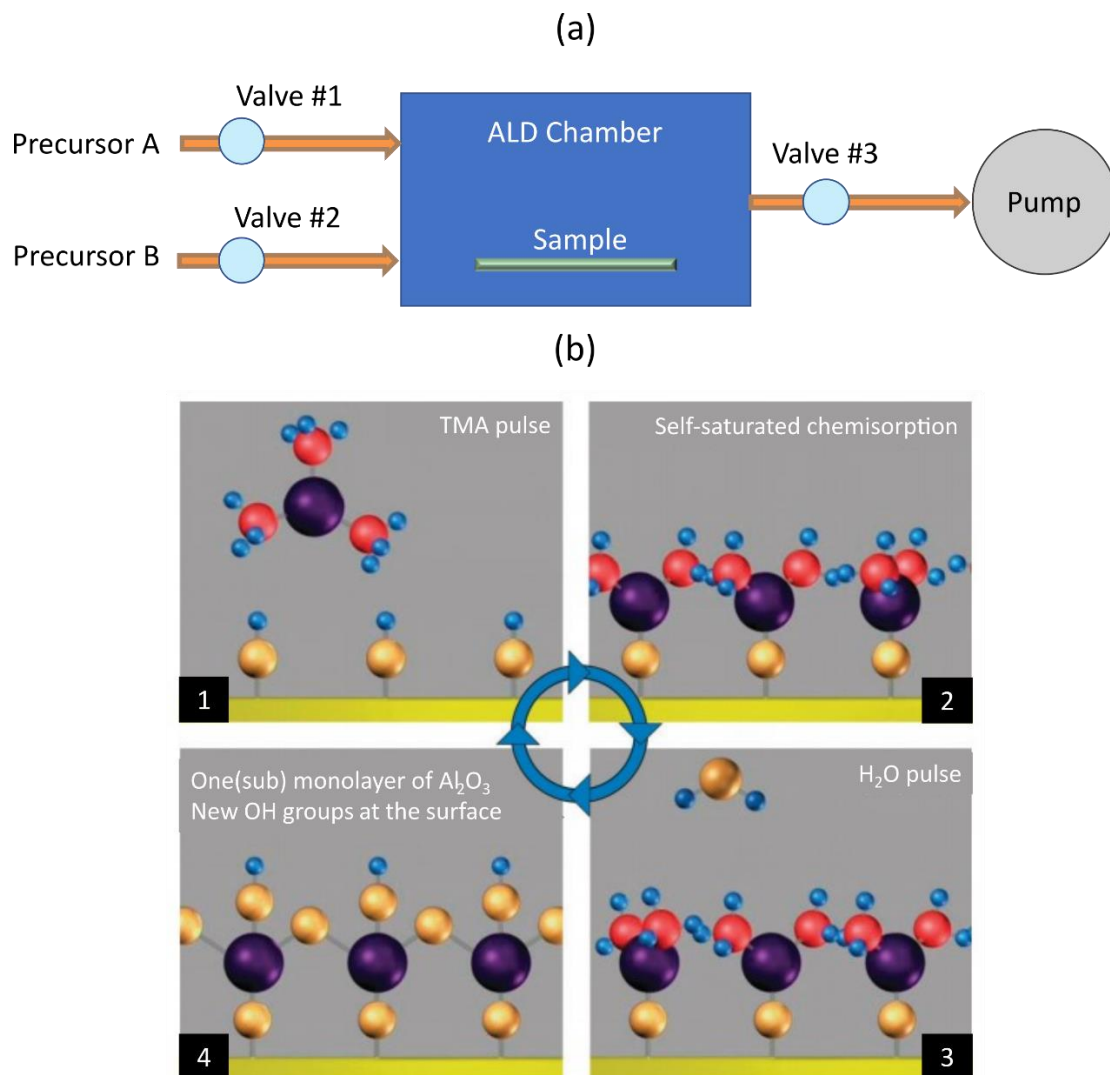 (a)
Valve #1
Precursor A
ALD Chamber
Valve #3
Pump
Valve #2
Precursor B
Sample
(b)
TMA pulse
1
Self-saturated chemisorption
2
One(sub) monolayer of Al₂O₃
New OH groups at the surface
4
H₂O pulse
3